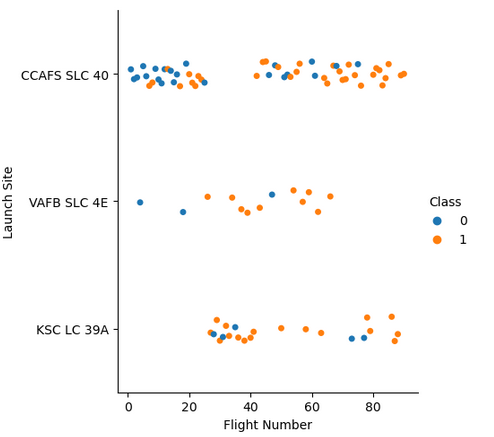 CCAFS SLC 40
VAFB SLC 4E
KSC LC 39A
Launch Site
0 20 40 60 80
Flight Number
Class
0
1